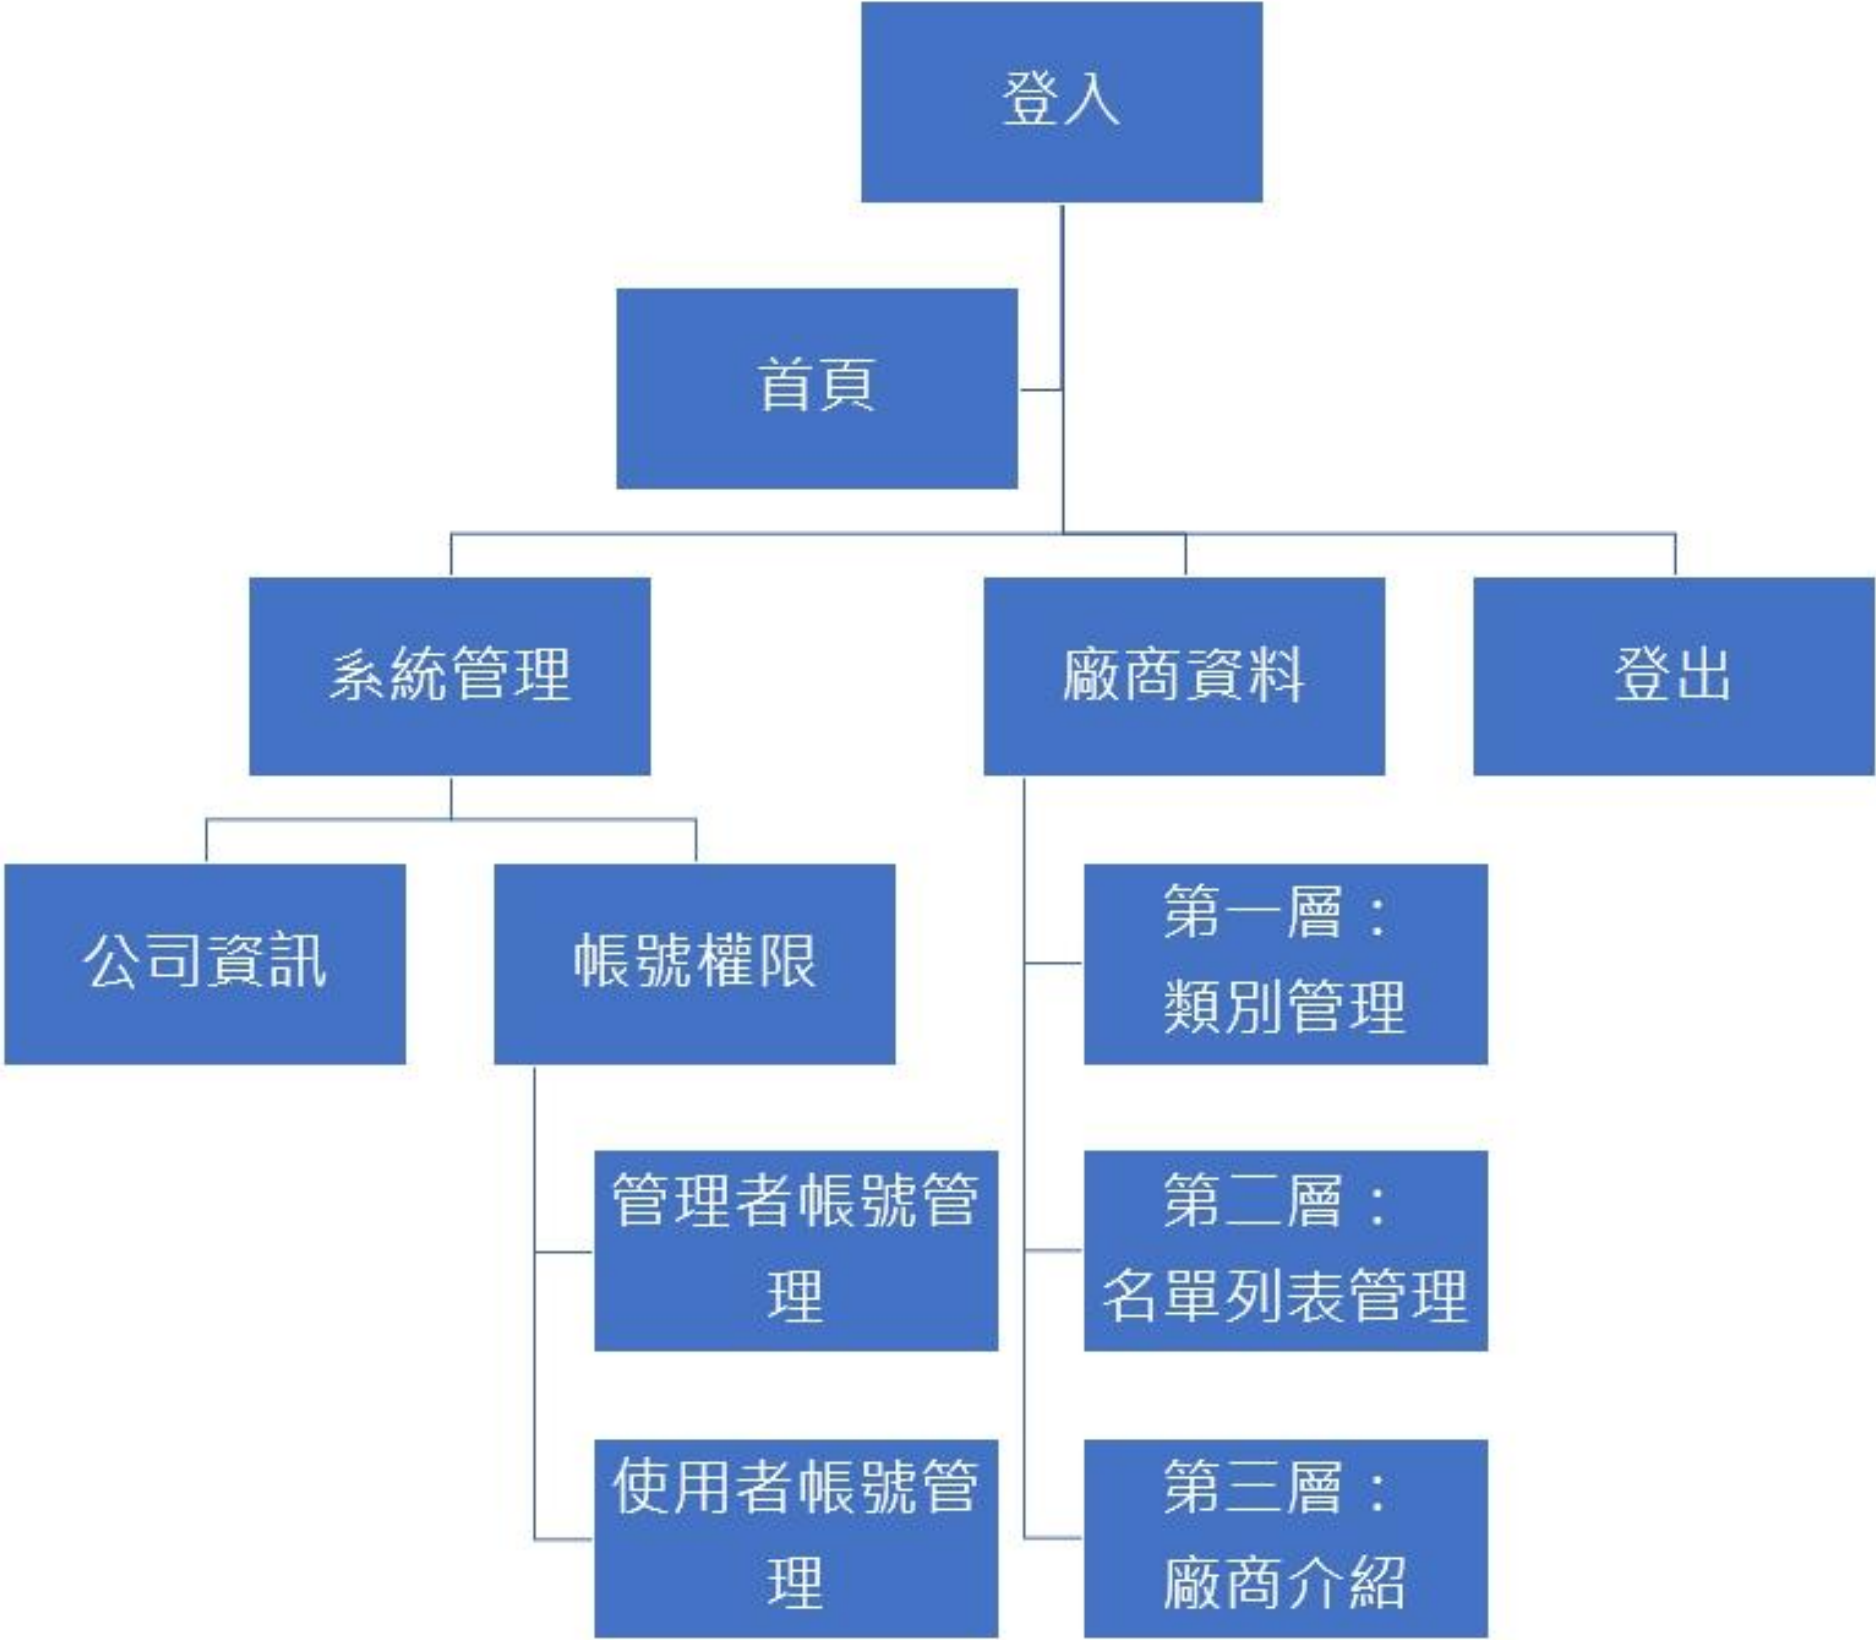 登入
首頁
系統管理
廠商資料
登出
公司資訊
帳號權限
第一層：
類別管理
管理者帳號管
理
第二層：
名單列表管理
使用者帳號管
理
第三層：
廠商介紹